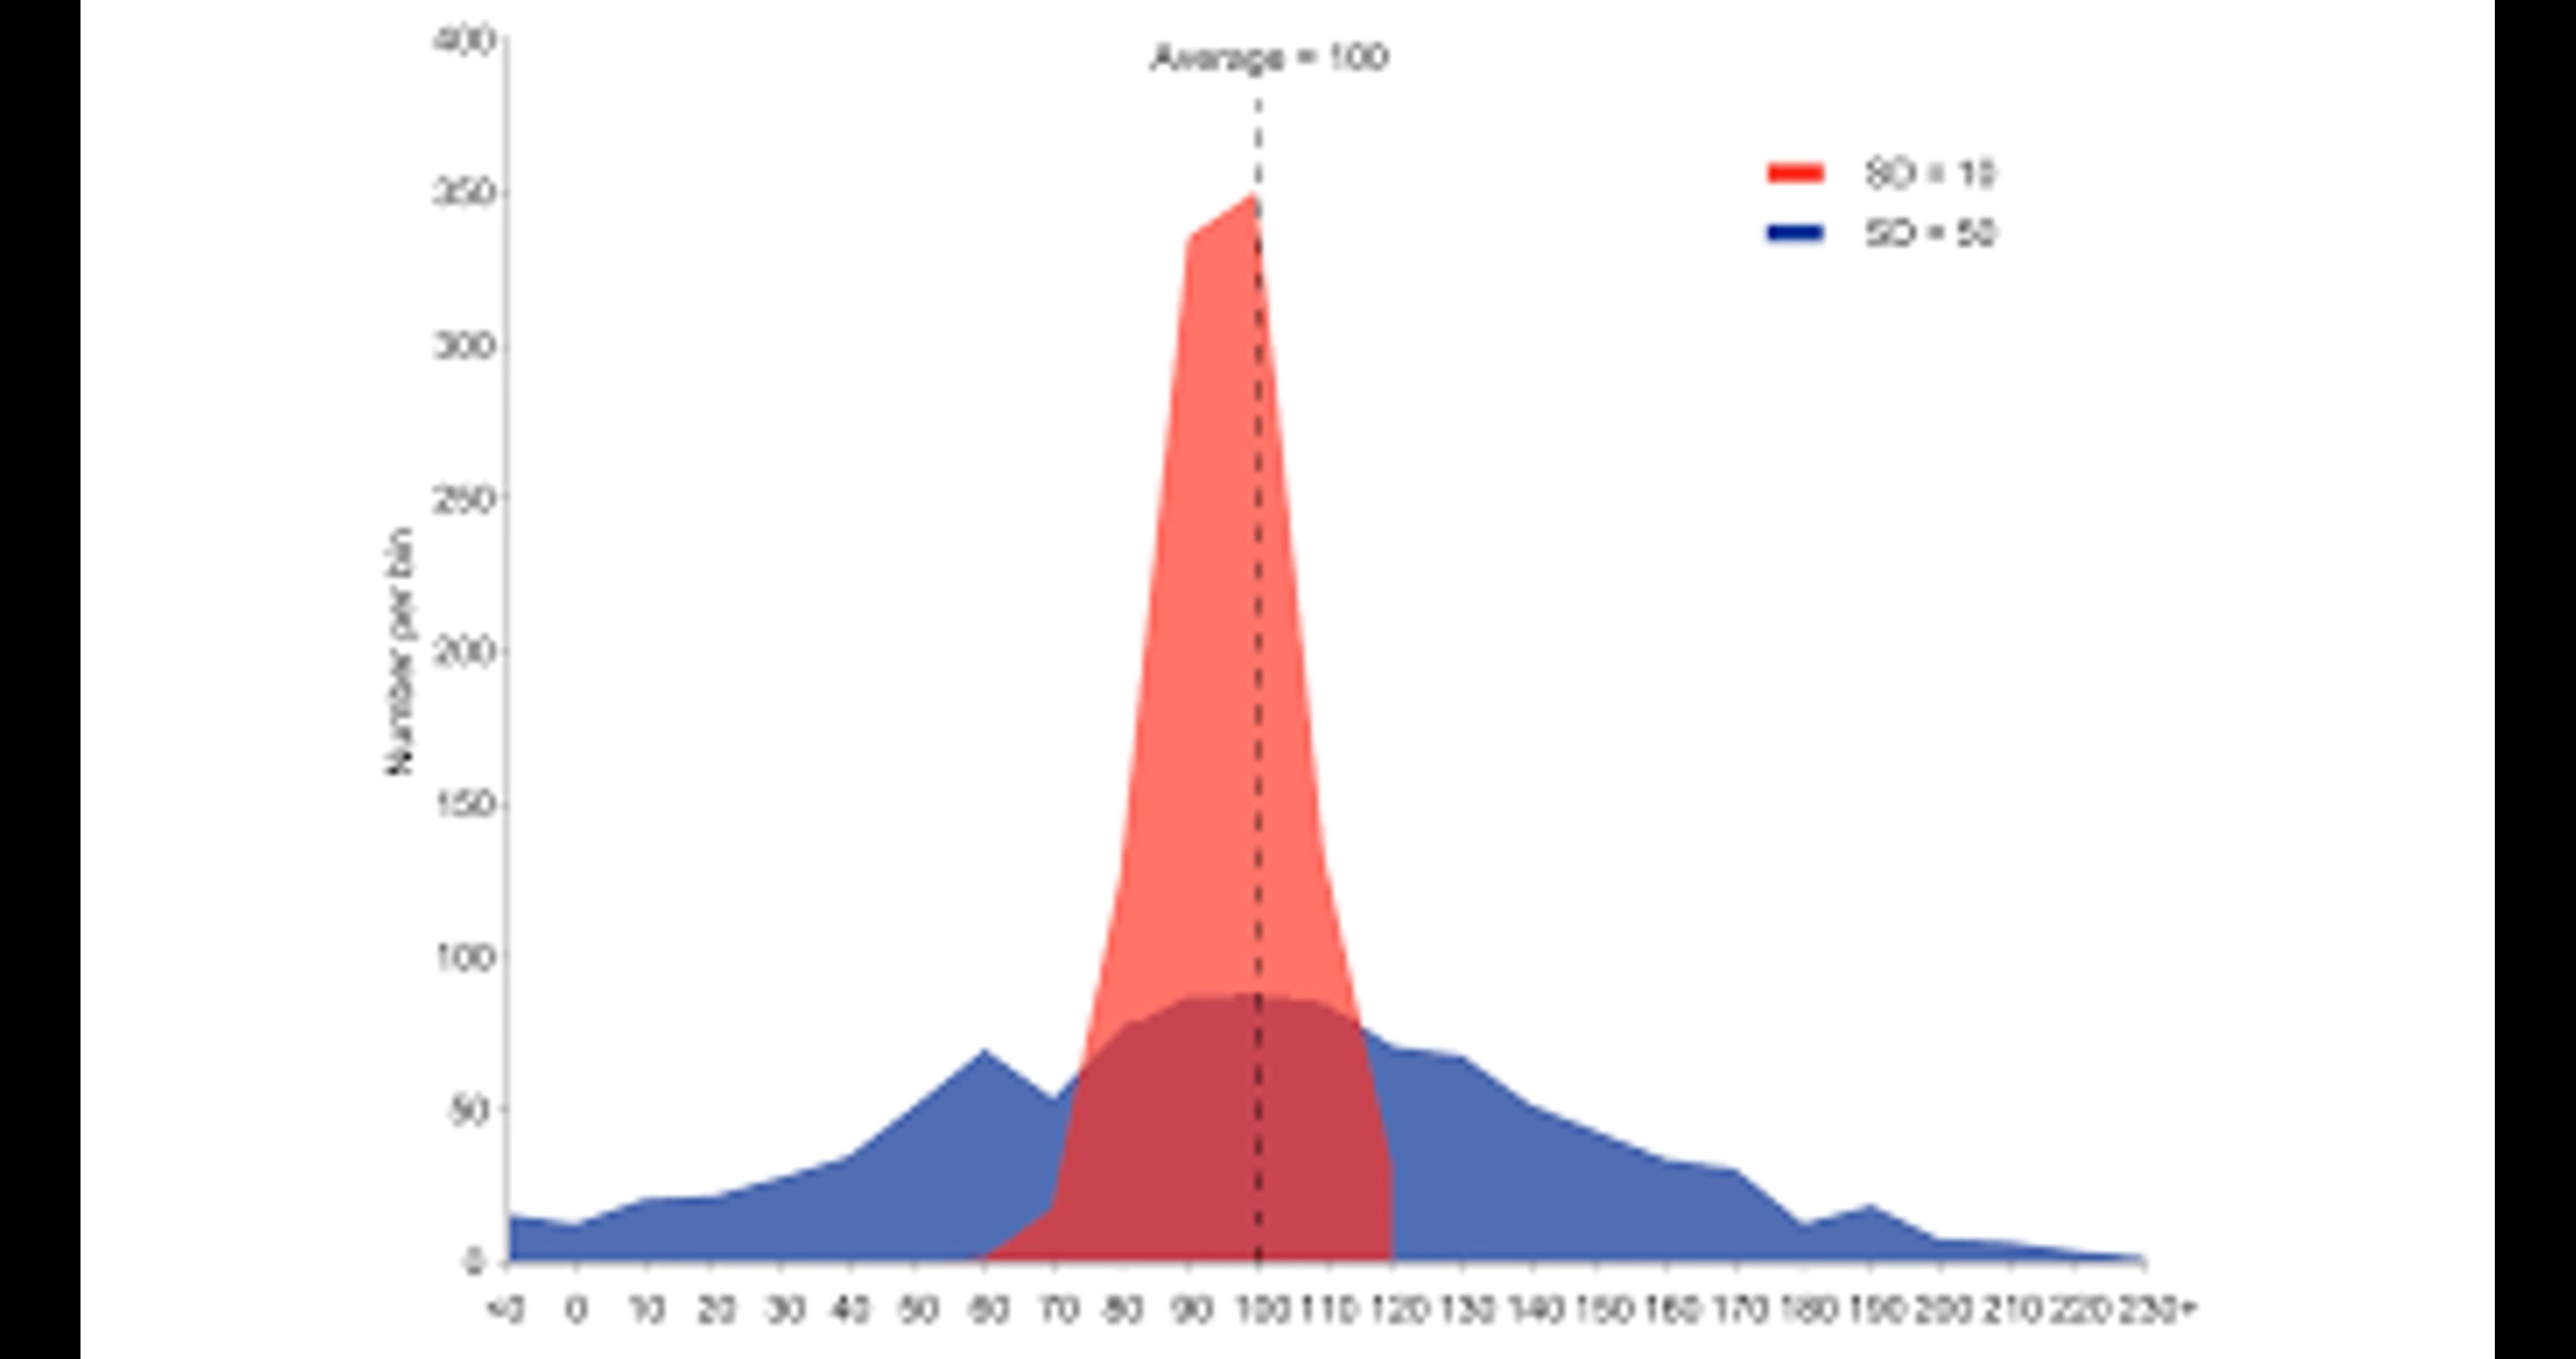 Average = 100
SD = 10
SD = 50
Number per bin
400
350
300
250
200
150
100
50
0
<0 0 10 20 30 40 50 60 70 80 90 100 110 120 130 140 150 160 170 180 190 200 210 220 230+